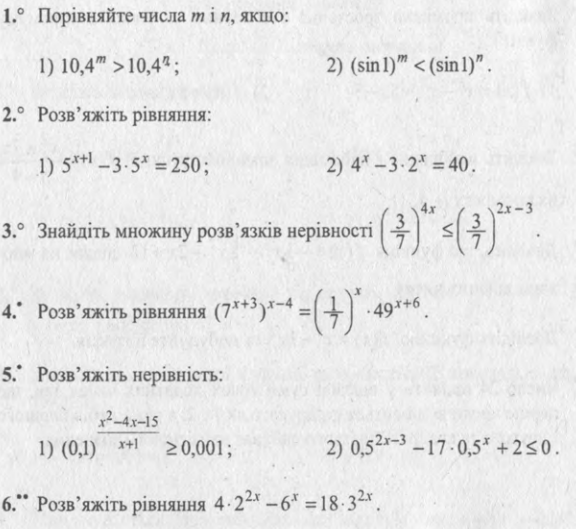 1.° Порівняйте числа m і n, якщо:
1) 10,4^m > 10,4^n; 2) (sin1)^m < (sin1)^n.
2.° Розв'яжіть рівняння:
1) 5^(x+1) − 3·5^x = 250; 2) 4^x − 3·2^x = 40.
3.° Знайдіть множину розв'язків нерівності (3/7)^(4x) ≤ (3/7)^(2x−3).
4.• Розв'яжіть рівняння (7^(x+3))^(x−4) = (1/7)^x · 49^(x+6).
5.• Розв'яжіть нерівність:
1) (0,1)^((x²−4x−15)/(x+1)) ≥ 0,001; 2) 0,5^(2x−3) − 17·0,5^x + 2 ≤ 0.
6.•• Розв'яжіть рівняння 4·2^(2x) − 6^x = 18·3^(2x).